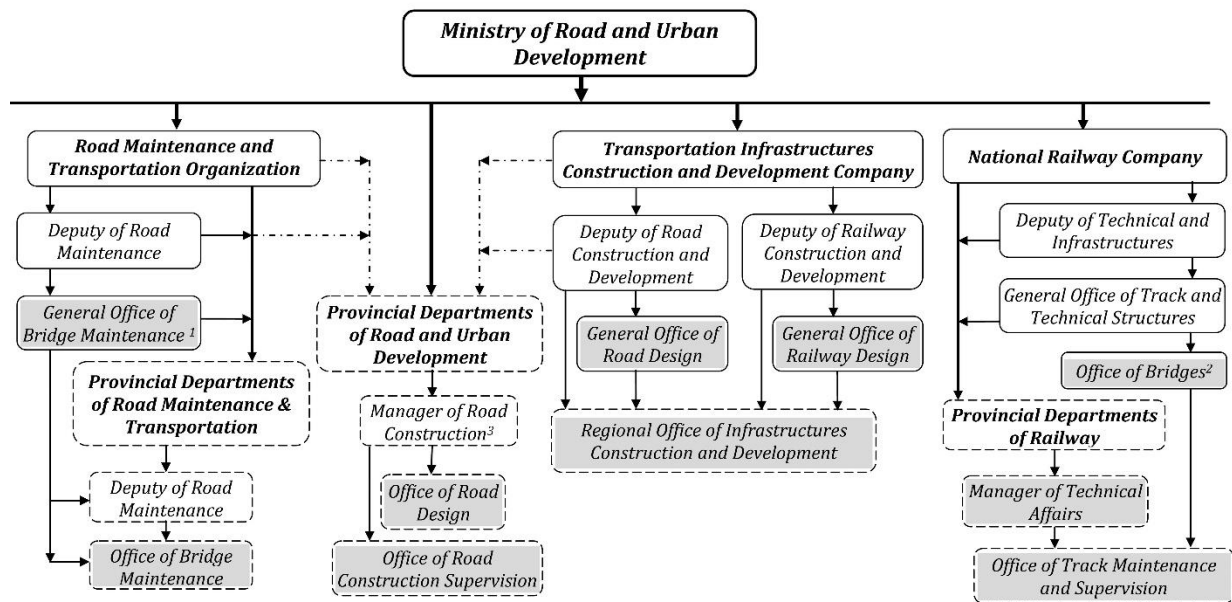 Ministry of Road and Urban
Development
Road Maintenance and
Transportation Organization
Deputy of Road
Maintenance
General Office of
Bridge Maintenance 1
Provincial Departments
of Road Maintenance &
Transportation
Deputy of Road
Maintenance
Office of Bridge
Maintenance
Provincial Departments
of Road and Urban
Development
Manager of Road
Construction3
Office of Road
Design
Office of Road
Construction Supervision
Transportation Infrastructures
Construction and Development Company
Deputy of Road
Construction and
Development
Deputy of Railway
Construction and
Development
General Office of
Road Design
General Office of
Railway Design
Regional Office of Infrastructures
Construction and Development
National Railway Company
Deputy of Technical and
Infrastructures
General Office of Track and
Technical Structures
Office of Bridges2
Provincial Departments
of Railway
Manager of Technical
Affairs
Office of Track Maintenance
and Supervision